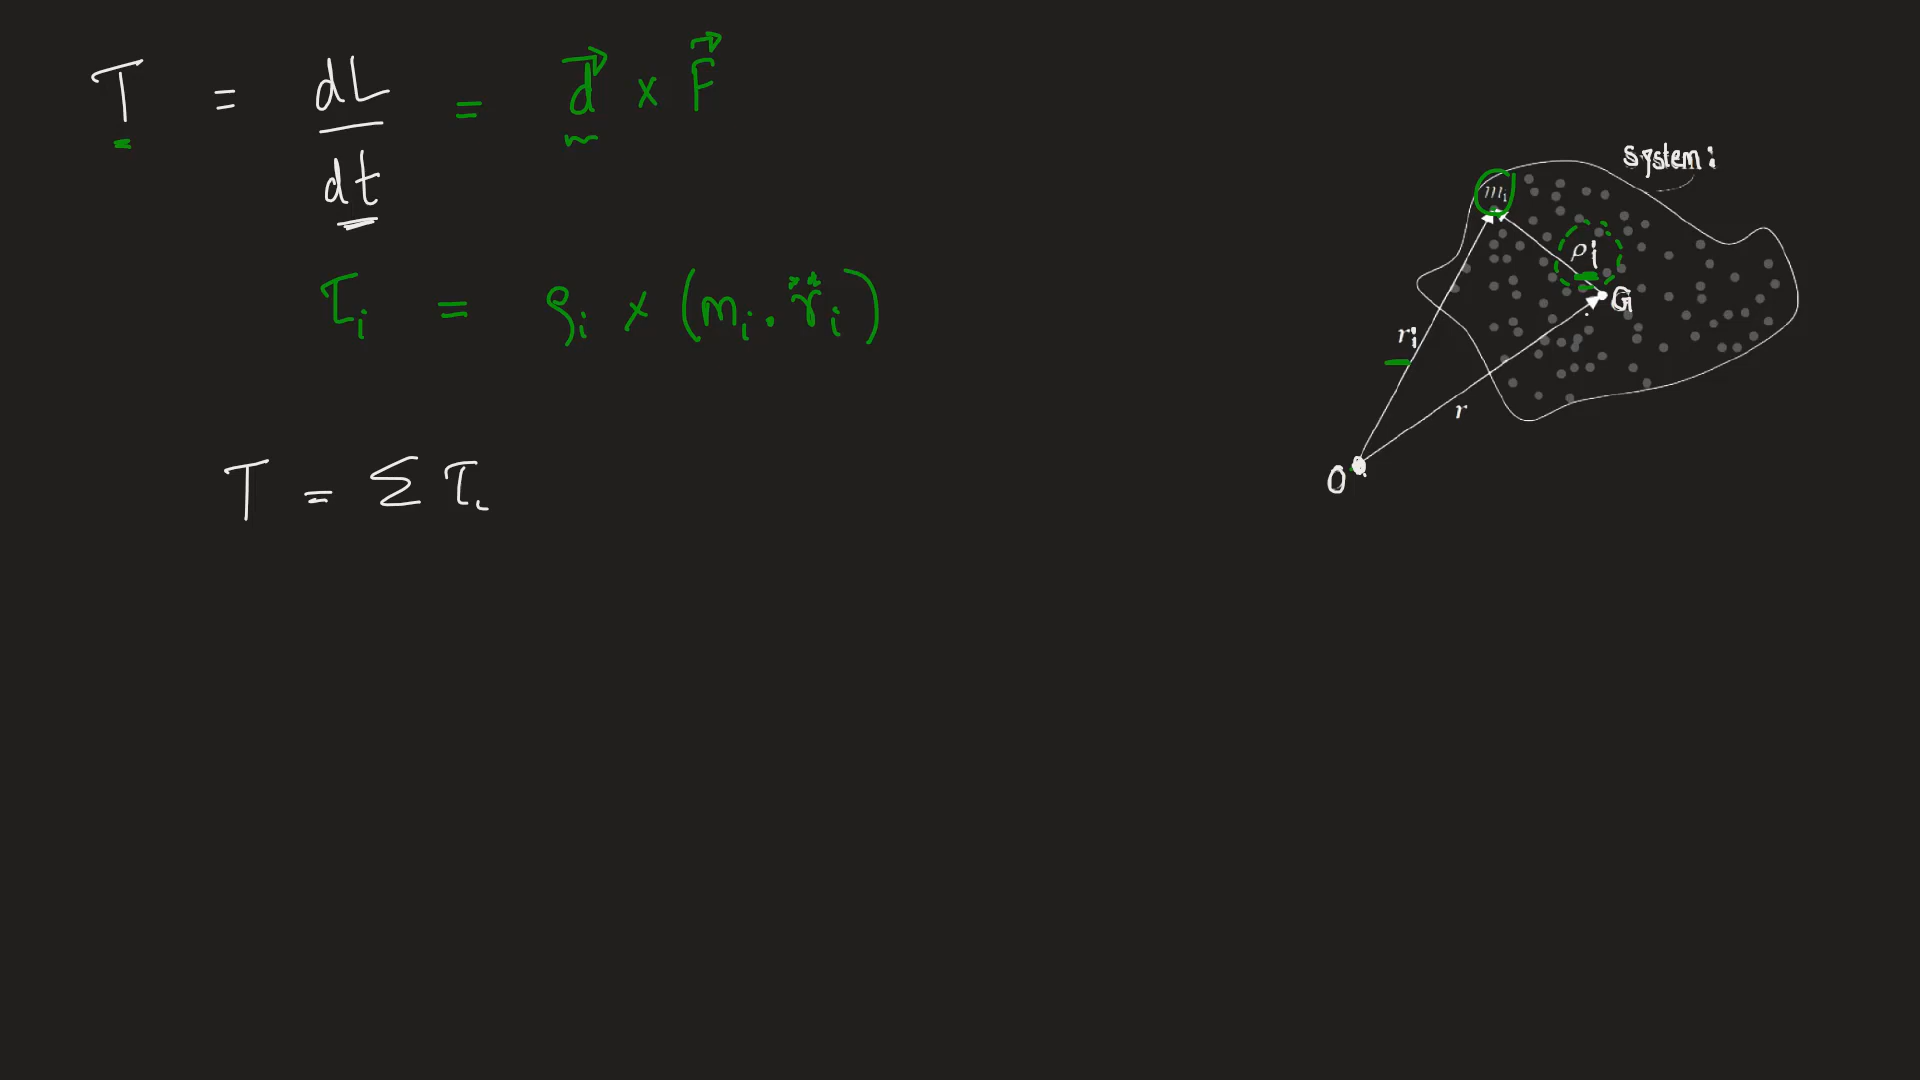 T = dL/dt = d⃗ × F⃗
τᵢ = ρᵢ × (mᵢ . r̈ᵢ)
T = Σ τᵢ
system:
mᵢ
ρᵢ
G
rᵢ
r
O